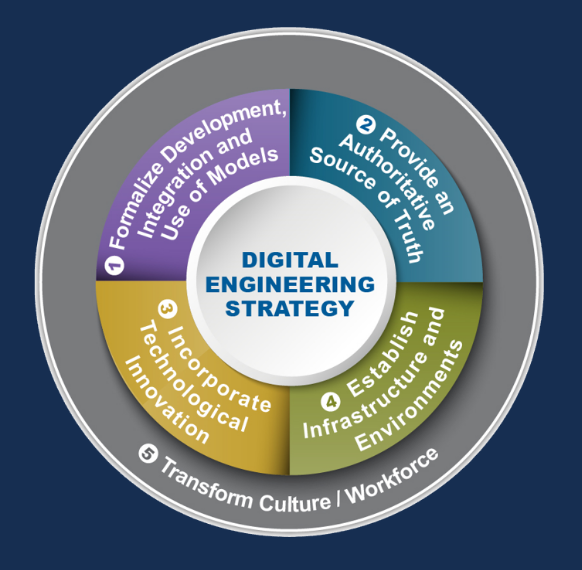 1 Formalize Development,
Integration and
Use of Models
2 Provide an
Authoritative
Source of Truth
DIGITAL
ENGINEERING
STRATEGY
3 Incorporate
Technological
Innovation
4 Establish
Infrastructure and
Environments
5 Transform Culture / Workforce